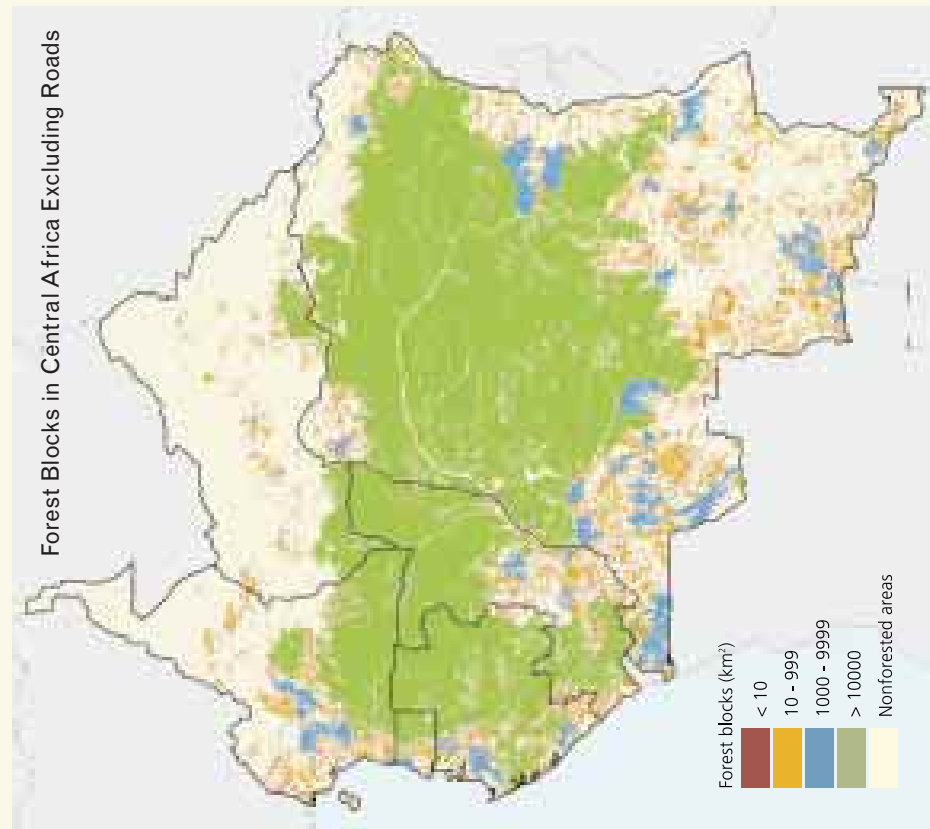 Forest Blocks in Central Africa Excluding Roads
Forest blocks (km²)
< 10
10 - 999
1000 - 9999
> 10000
Nonforested areas